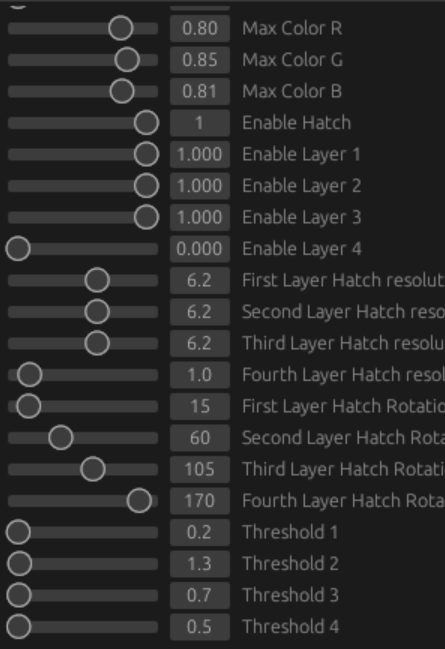 0.80 Max Color R
0.85 Max Color G
0.81 Max Color B
1 Enable Hatch
1.000 Enable Layer 1
1.000 Enable Layer 2
1.000 Enable Layer 3
0.000 Enable Layer 4
6.2 First Layer Hatch resolut
6.2 Second Layer Hatch reso
6.2 Third Layer Hatch resolu
1.0 Fourth Layer Hatch resol
15 First Layer Hatch Rotatio
60 Second Layer Hatch Rota
105 Third Layer Hatch Rotati
170 Fourth Layer Hatch Rota
0.2 Threshold 1
1.3 Threshold 2
0.7 Threshold 3
0.5 Threshold 4